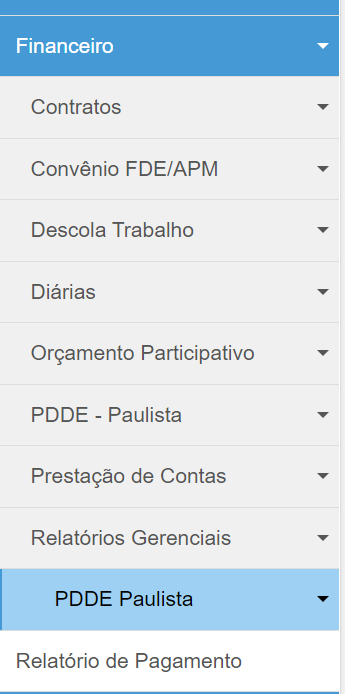 Financeiro
Contratos
Convênio FDE/APM
Descola Trabalho
Diárias
Orçamento Participativo
PDDE - Paulista
Prestação de Contas
Relatórios Gerenciais
PDDE Paulista
Relatório de Pagamento